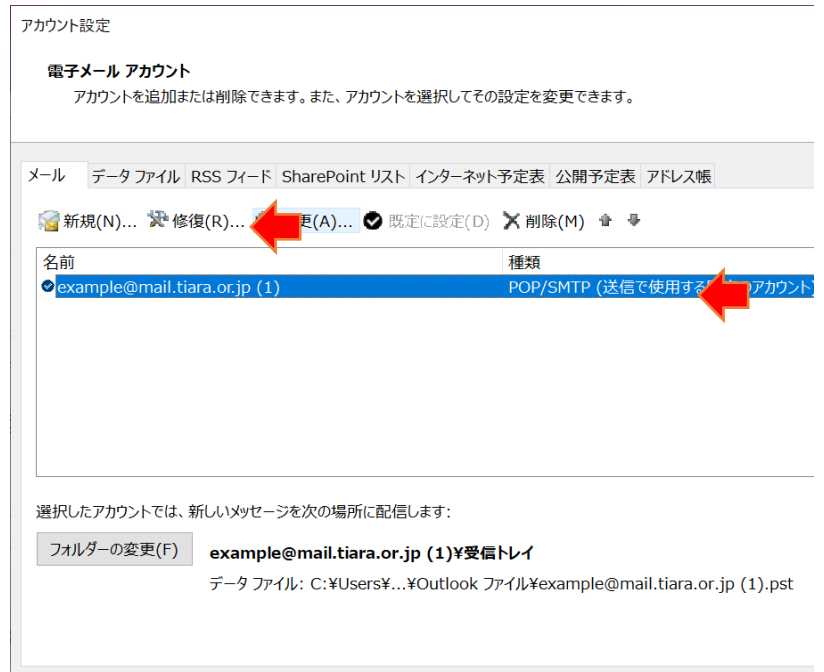 アカウント設定
電子メール アカウント
アカウントを追加または削除できます。また、アカウントを選択してその設定を変更できます。
メール データ ファイル RSS フィード SharePoint リスト インターネット予定表 公開予定表 アドレス帳
新規(N)... 修復(R)... 更(A)... 既定に設定(D) 削除(M)
名前 種類
example@mail.tiara.or.jp (1) POP/SMTP (送信で使用する のアカウント)
選択したアカウントでは、新しいメッセージを次の場所に配信します:
フォルダーの変更(F) example@mail.tiara.or.jp (1)¥受信トレイ
データ ファイル: C:¥Users¥...¥Outlook ファイル¥example@mail.tiara.or.jp (1).pst